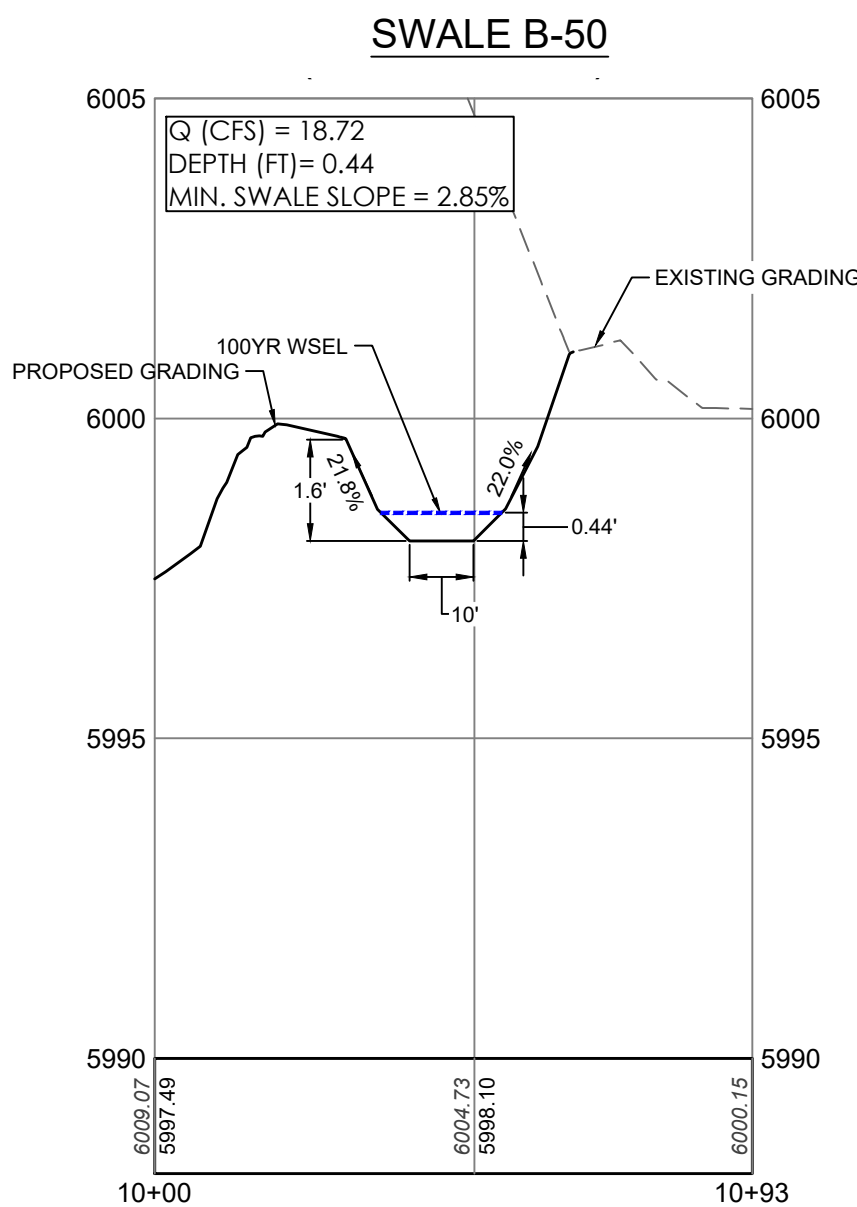 SWALE B-50
6005
6005
Q (CFS) = 18.72
DEPTH (FT)= 0.44
MIN. SWALE SLOPE = 2.85%
EXISTING GRADING
100YR WSEL
PROPOSED GRADING
6000
6000
1.6'
21.8%
22.0%
0.44'
10'
5995
5995
5990
5990
6009.07
5997.49
6004.73
5998.10
6000.15
10+00
10+93